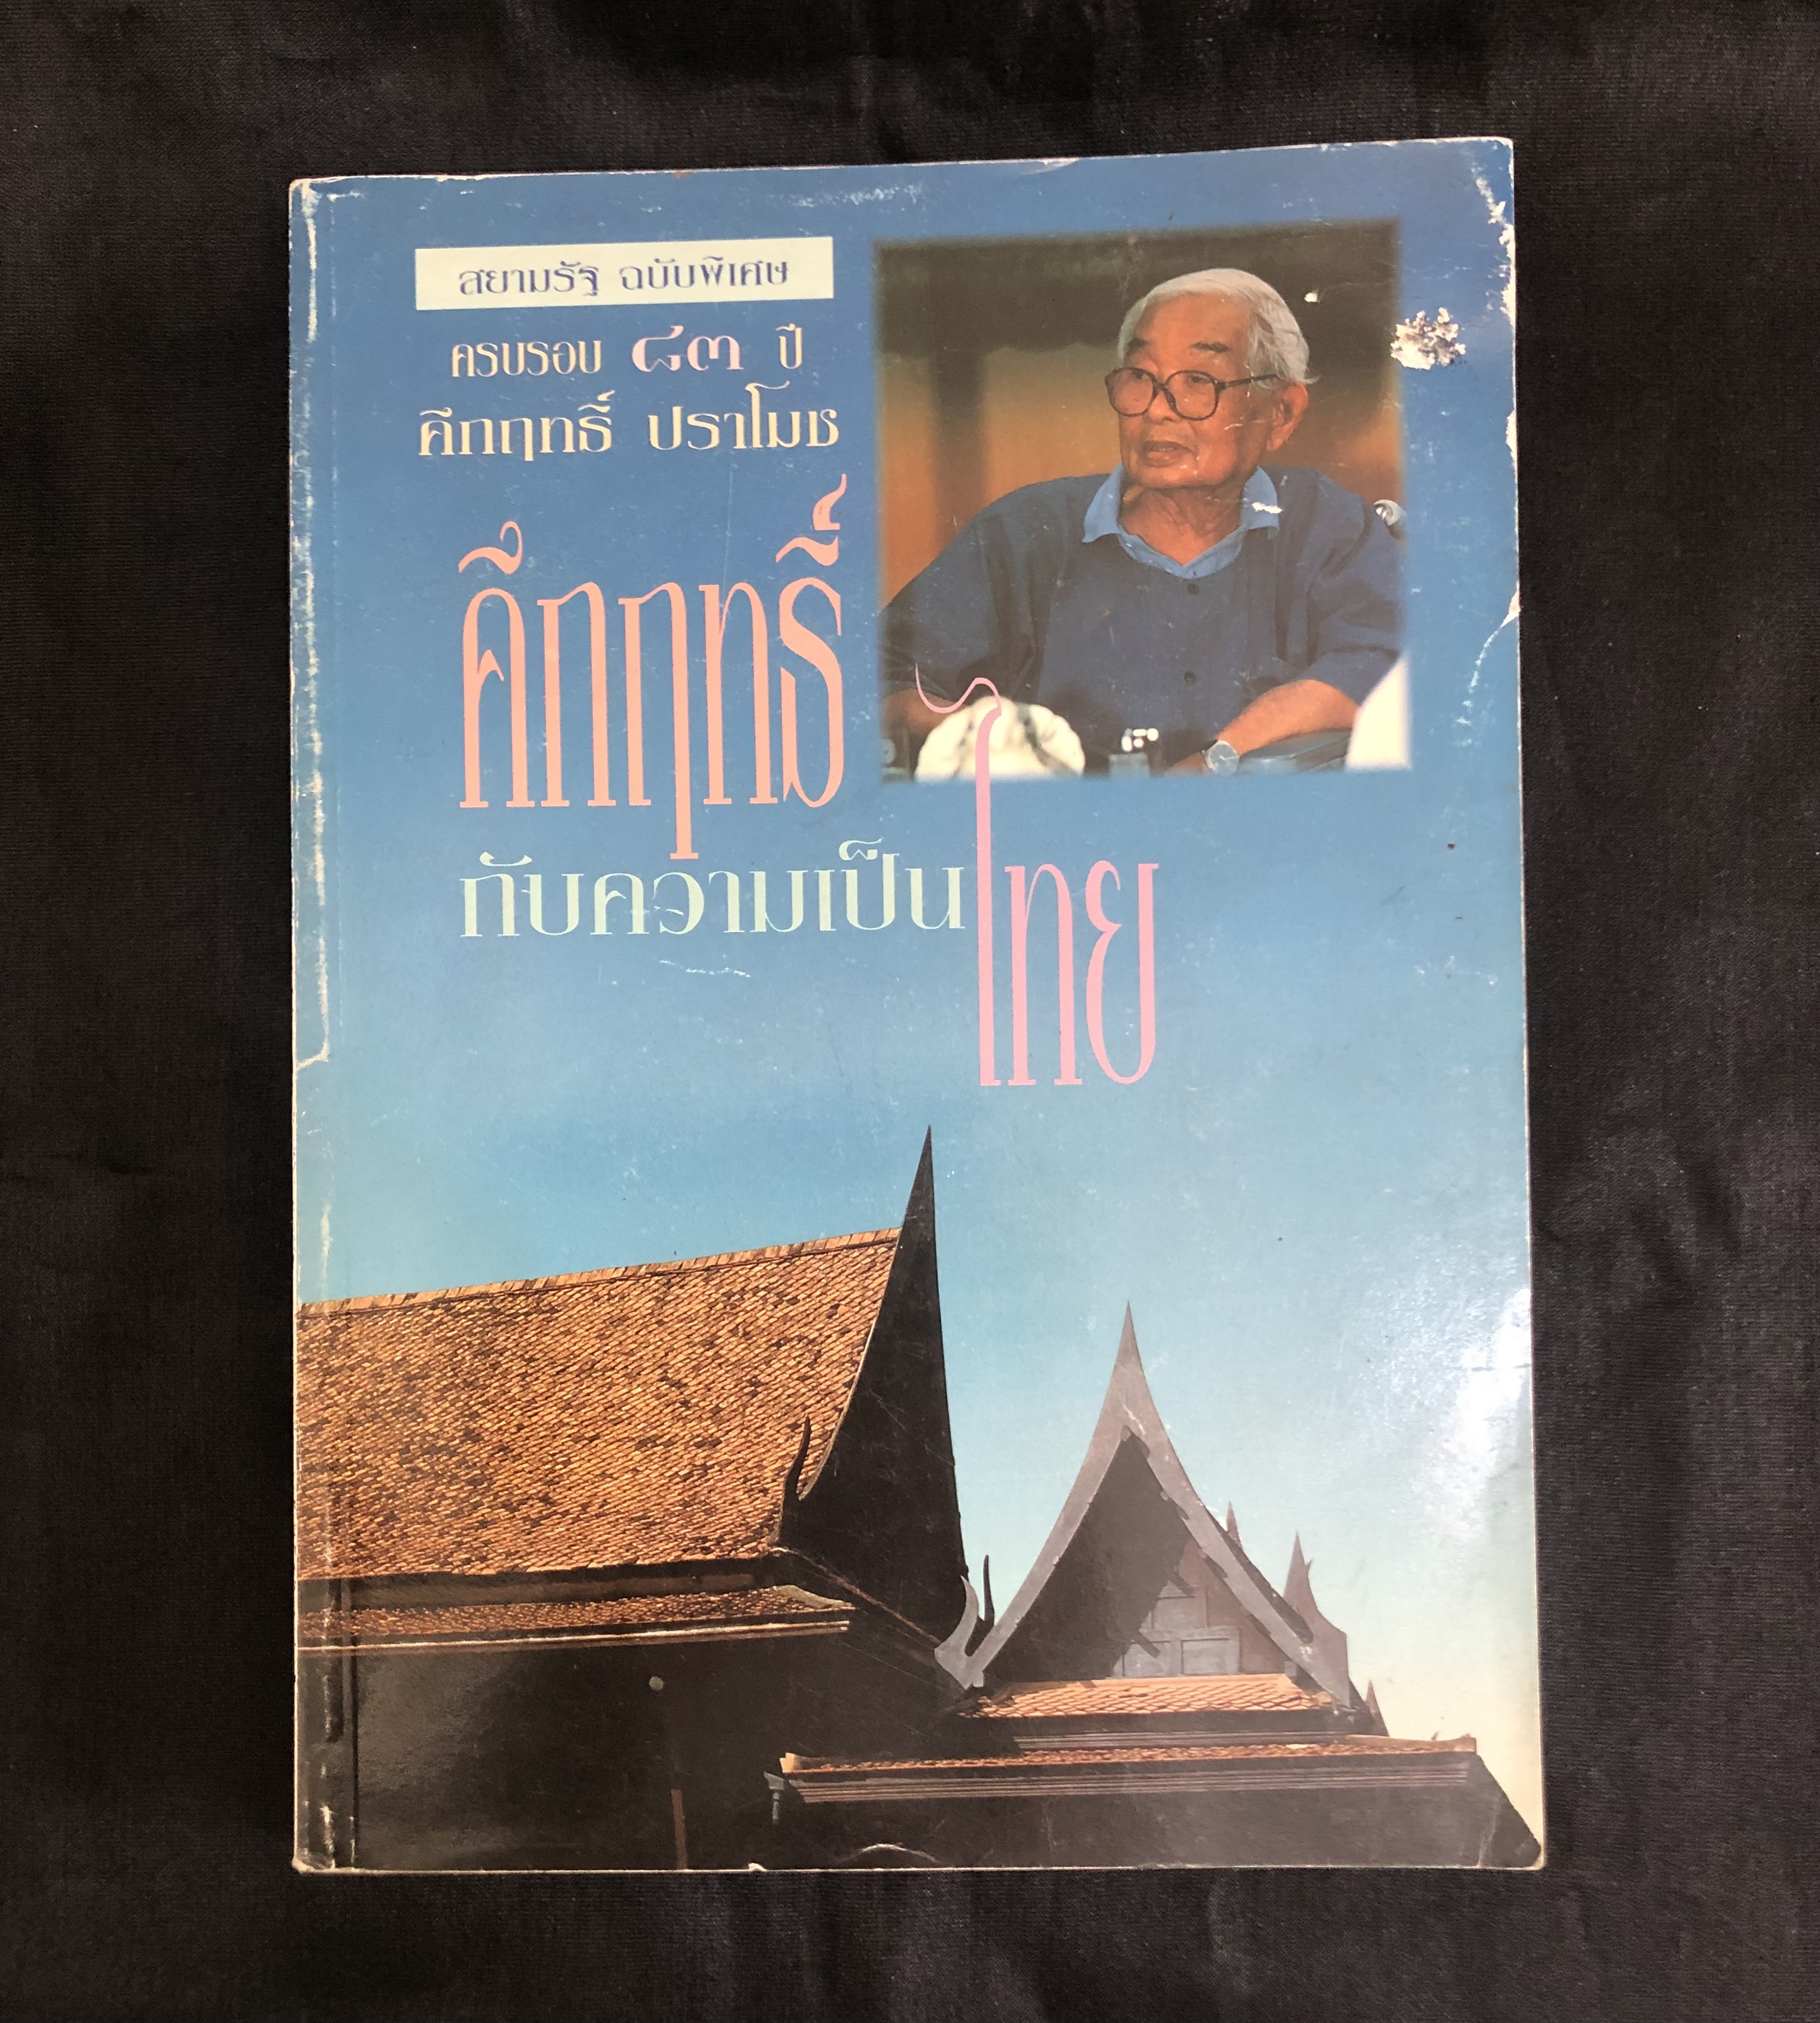 สยามรัฐ ฉบับพิเศษ
ครบรอบ ๘๓ ปี
คึกฤทธิ์ ปราโมช
คึกฤทธิ์
กับความเป็นไทย